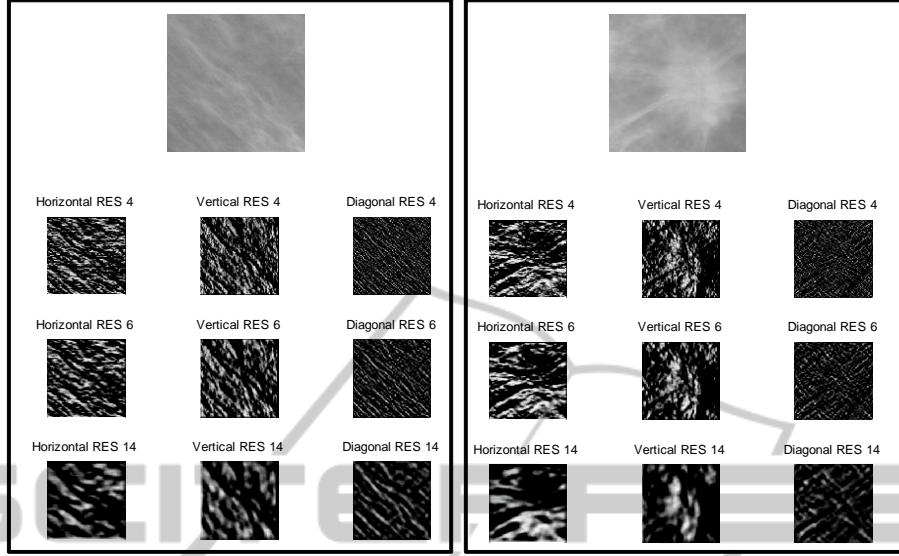 Horizontal RES 4 Vertical RES 4 Diagonal RES 4
Horizontal RES 6 Vertical RES 6 Diagonal RES 6
Horizontal RES 14 Vertical RES 14 Diagonal RES 14
Horizontal RES 4 Vertical RES 4 Diagonal RES 4
Horizontal RES 6 Vertical RES 6 Diagonal RES 6
Horizontal RES 14 Vertical RES 14 Diagonal RES 14